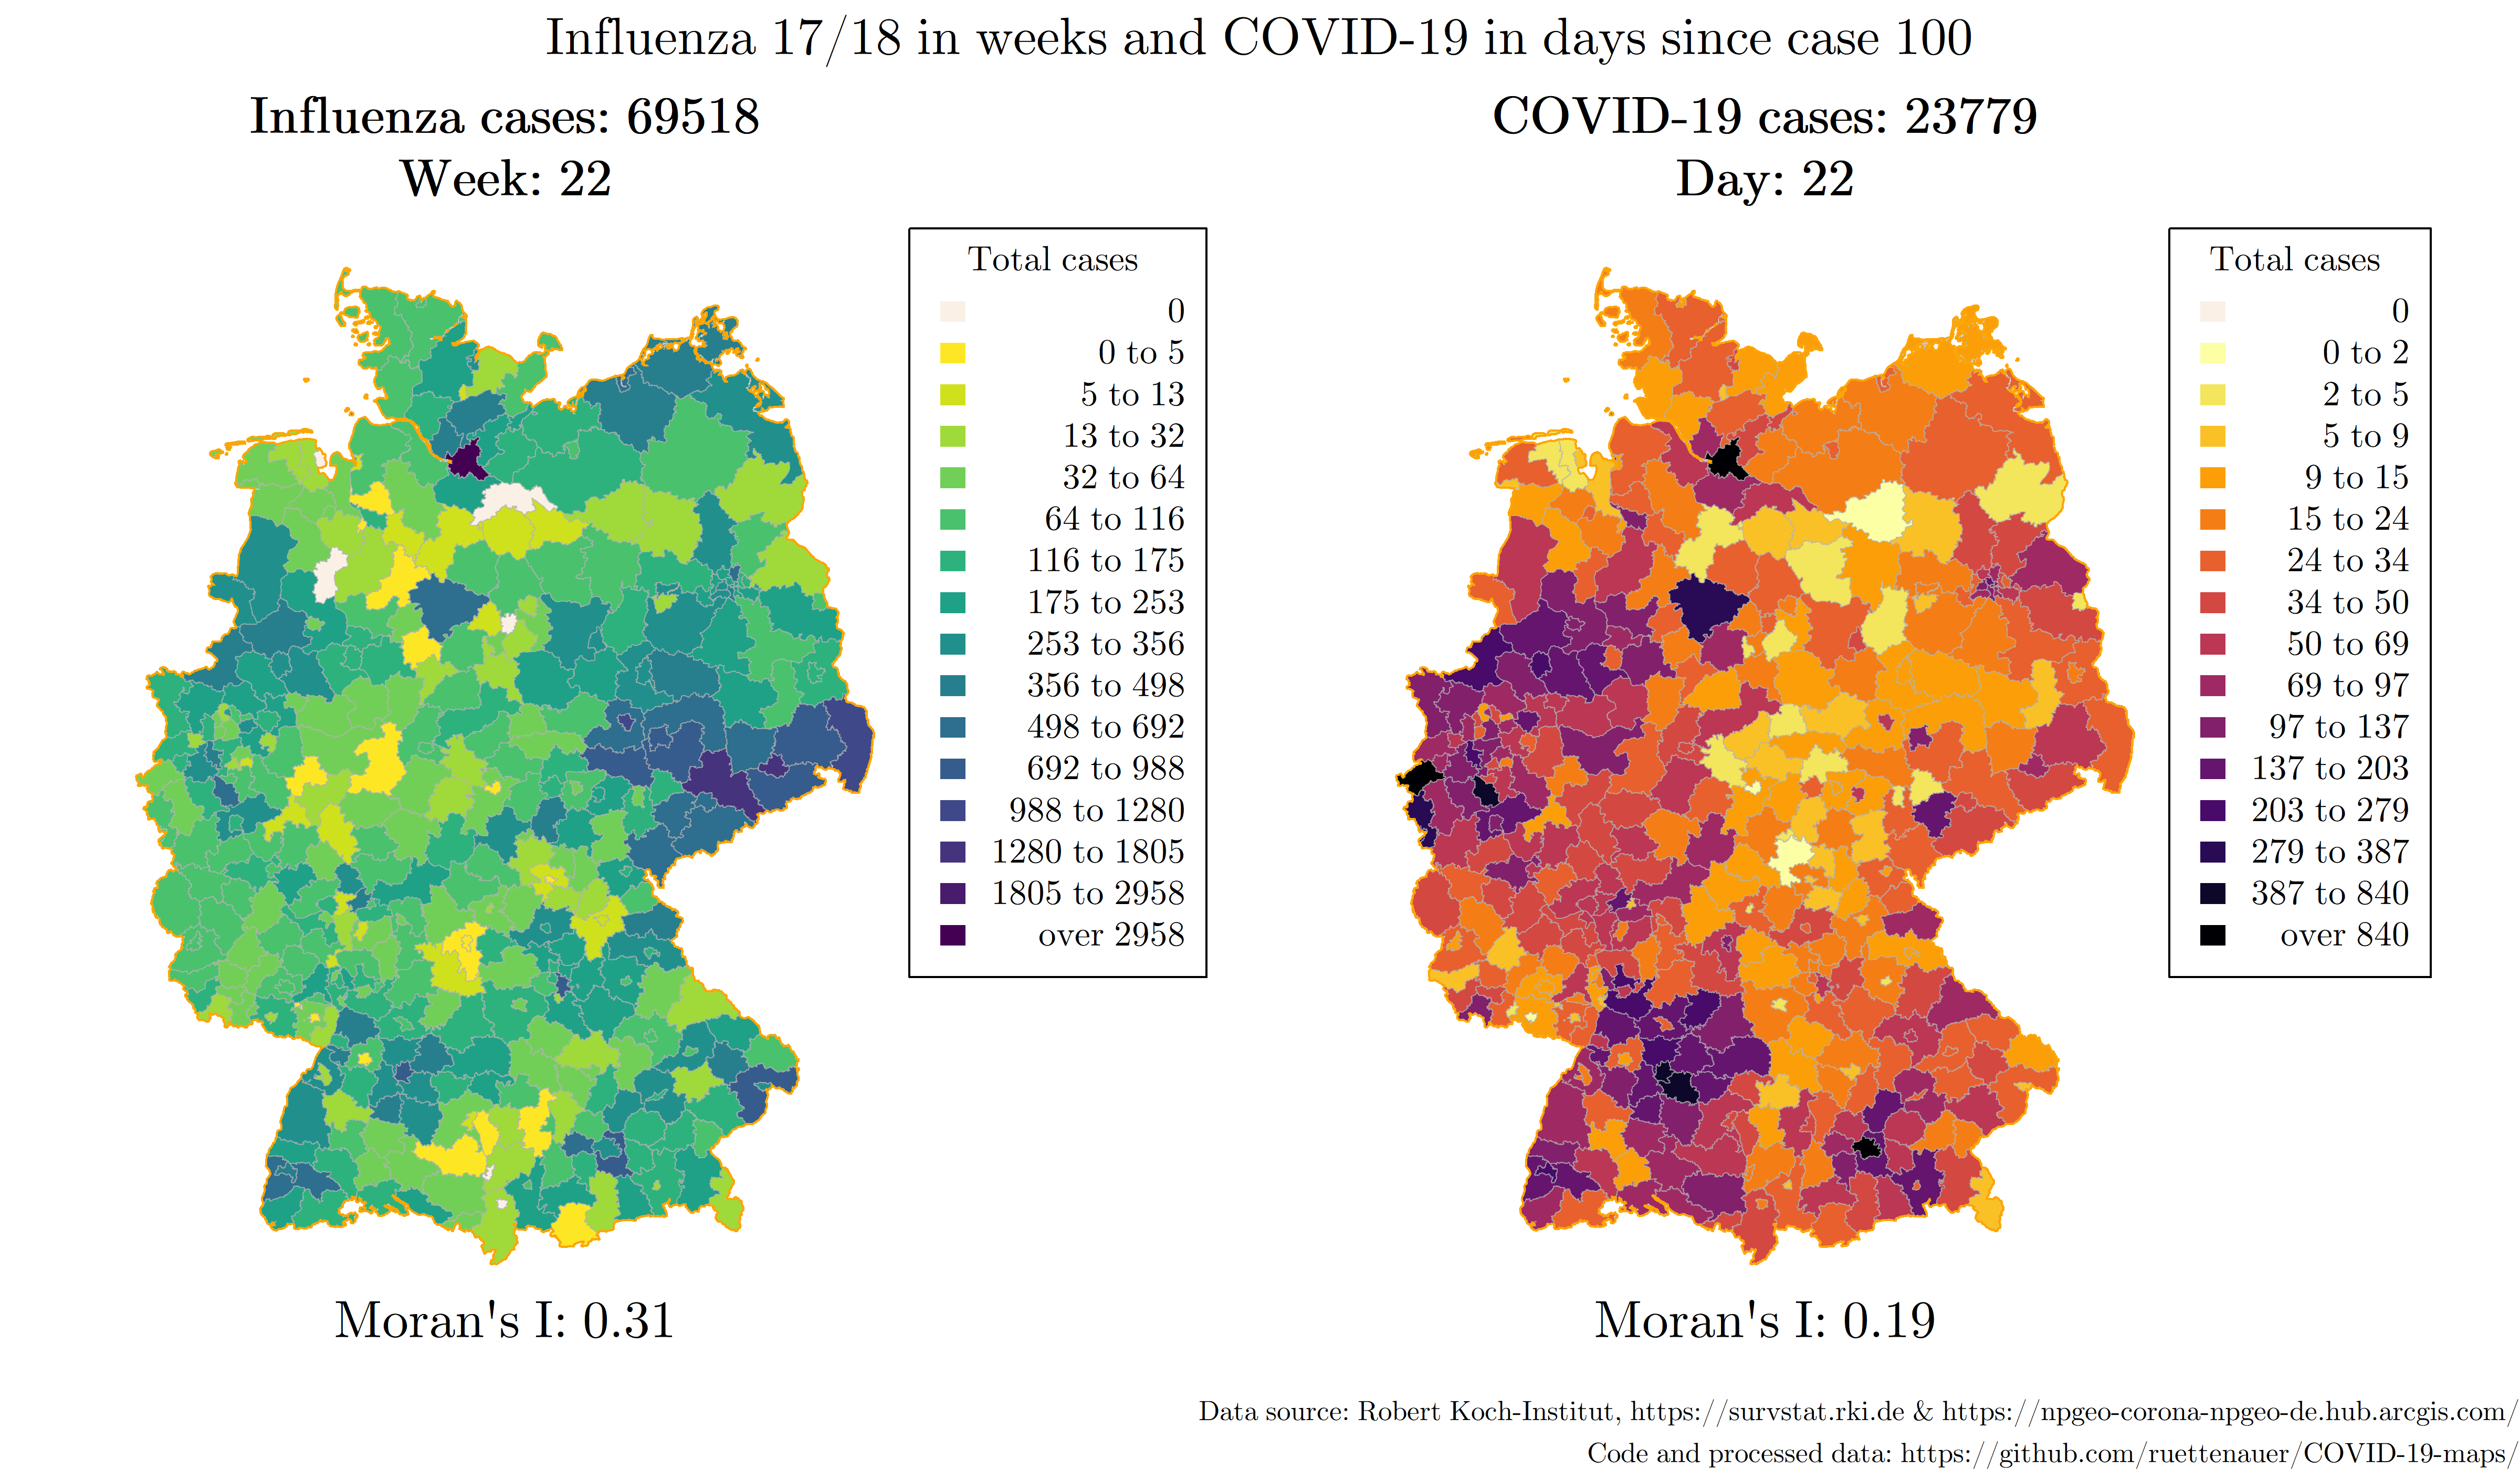 Influenza 17/18 in weeks and COVID-19 in days since case 100
Influenza cases: 69518
Week: 22
Total cases
0
0 to 5
5 to 13
13 to 32
32 to 64
64 to 116
116 to 175
175 to 253
253 to 356
356 to 498
498 to 692
692 to 988
988 to 1280
1280 to 1805
1805 to 2958
over 2958
Moran's I: 0.31
COVID-19 cases: 23779
Day: 22
Total cases
0
0 to 2
2 to 5
5 to 9
9 to 15
15 to 24
24 to 34
34 to 50
50 to 69
69 to 97
97 to 137
137 to 203
203 to 279
279 to 387
387 to 840
over 840
Moran's I: 0.19
Data source: Robert Koch-Institut, https://survstat.rki.de & https://npgeo-corona-npgeo-de.hub.arcgis.com/
Code and processed data: https://github.com/ruettenauer/COVID-19-maps/